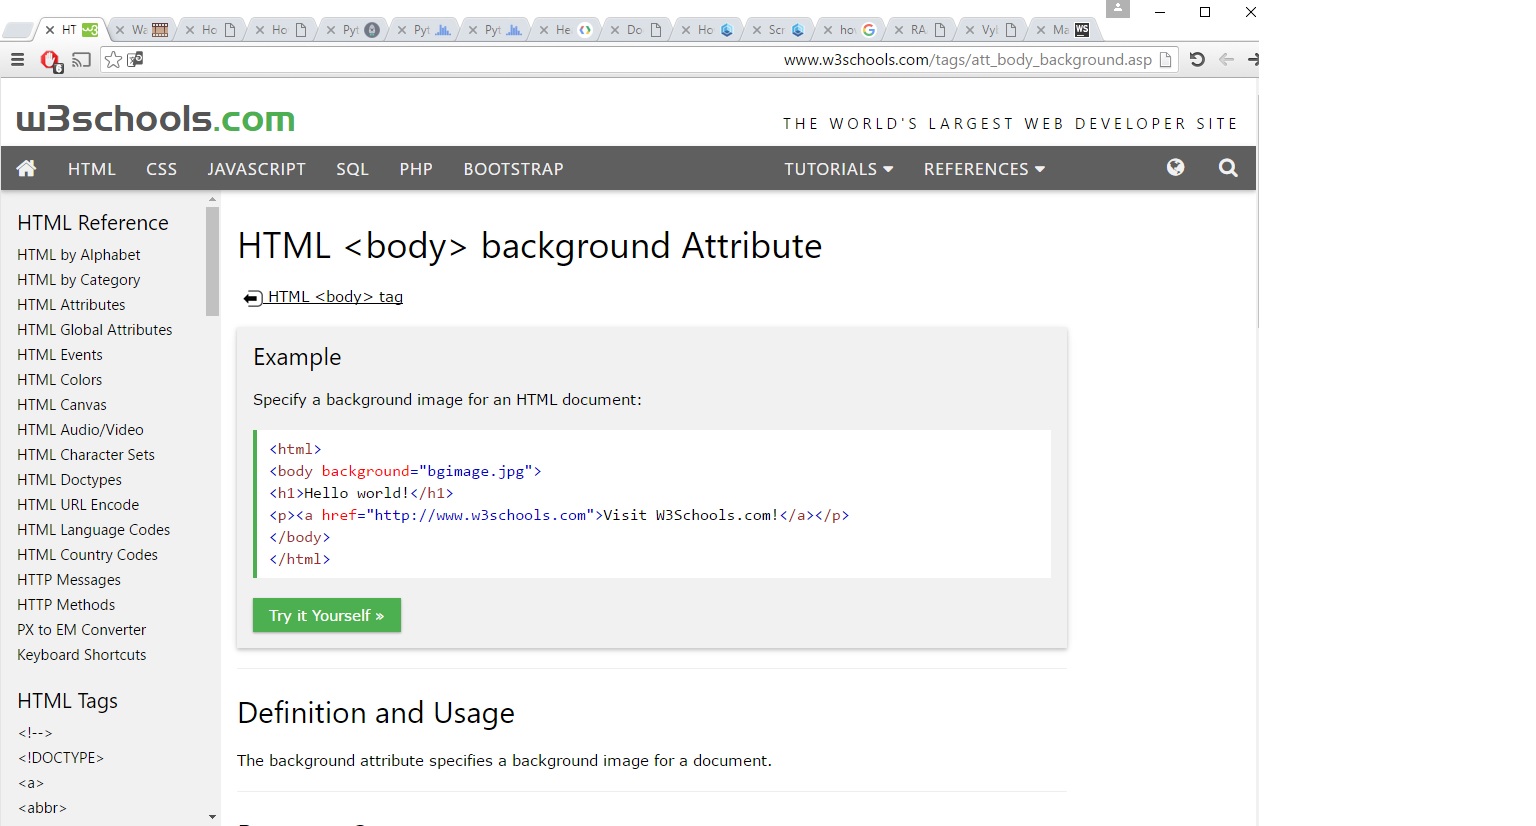 HT
Wa
Ho
Ho
Pyt
Pyt
Pyt
He
Do
Ho
Scr
ho
RA
Vyl
Ma
WS
6
www.w3schools.com/tags/att_body_background.asp
w3schools.com
THE WORLD'S LARGEST WEB DEVELOPER SITE
HTML CSS JAVASCRIPT SQL PHP BOOTSTRAP TUTORIALS REFERENCES
HTML Reference
HTML by Alphabet
HTML by Category
HTML Attributes
HTML Global Attributes
HTML Events
HTML Colors
HTML Canvas
HTML Audio/Video
HTML Character Sets
HTML Doctypes
HTML URL Encode
HTML Language Codes
HTML Country Codes
HTTP Messages
HTTP Methods
PX to EM Converter
Keyboard Shortcuts
HTML Tags
<!-->
<!DOCTYPE>
<a>
<abbr>
HTML <body> background Attribute
HTML <body> tag
Example
Specify a background image for an HTML document:
<html>
<body background="bgimage.jpg">
<h1>Hello world!</h1>
<p><a href="http://www.w3schools.com">Visit W3Schools.com!</a></p>
</body>
</html>
Try it Yourself »
Definition and Usage
The background attribute specifies a background image for a document.